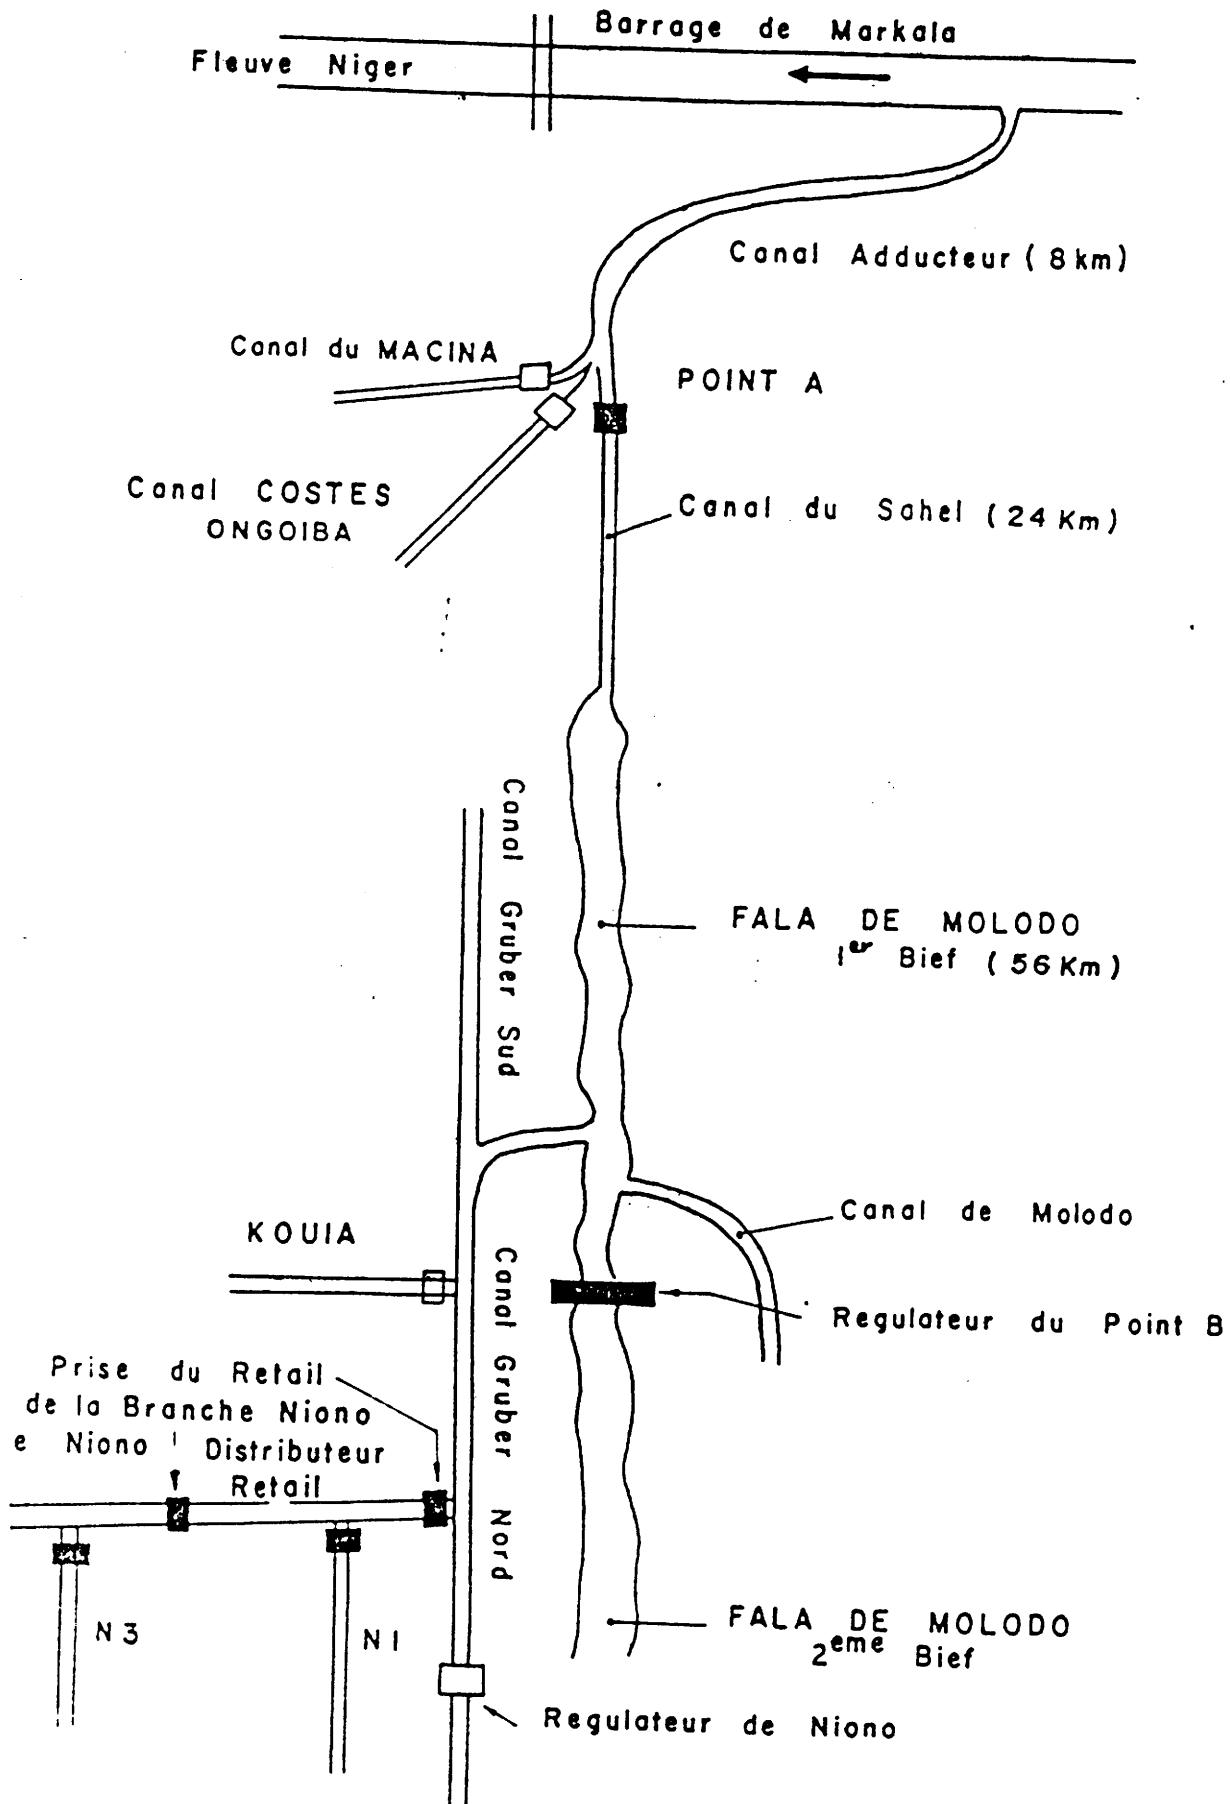 Barrage de Markala
Fleuve Niger
Canal Adducteur ( 8 km )
Canal du MACINA
POINT A
Canal COSTES
ONGOIBA
Canal du Sahel ( 24 Km )
Canal Gruber Sud
FALA DE MOLODO
1er Bief ( 56 Km )
Canal de Molodo
KOUIA
Canal Gruber Nord
Regulateur du Point B
Prise du Retail
de la Branche Niono
e Niono
Distributeur
Retail
N3
N1
FALA DE MOLODO
2eme Bief
Regulateur de Niono